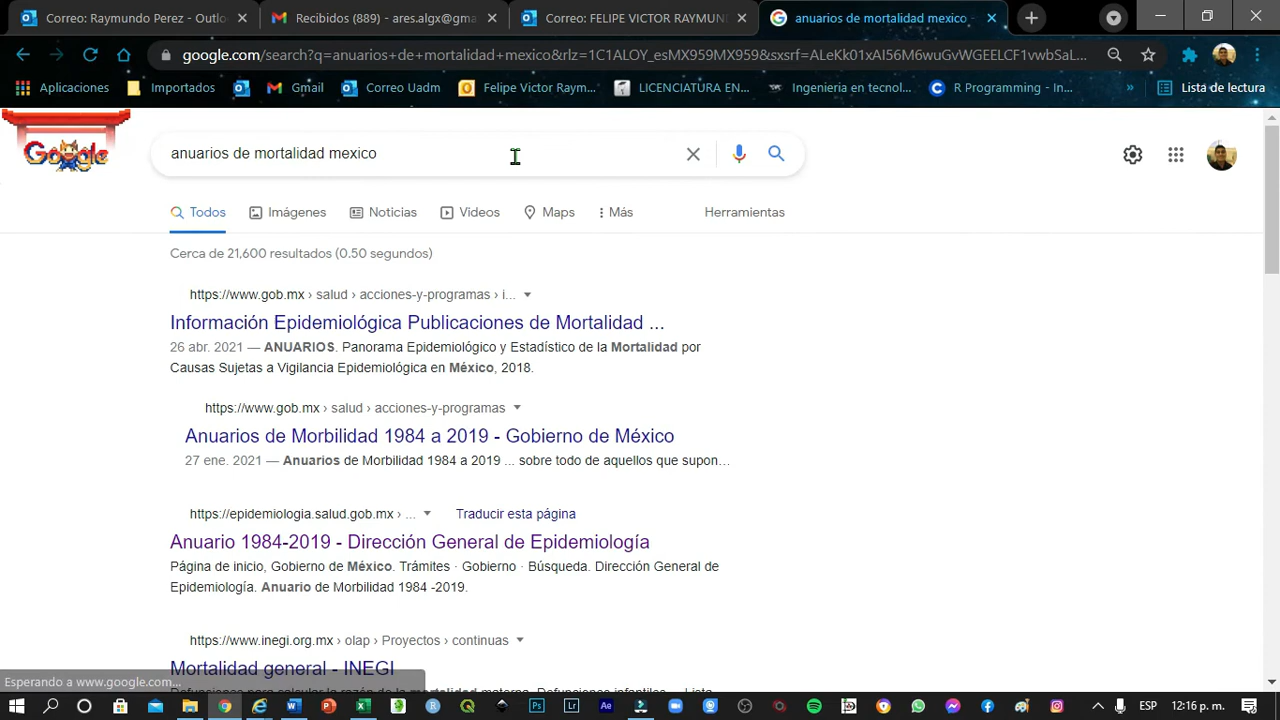 Correo: Raymundo Perez - Outlo
Recibidos (889) - ares.algx@gma
Correo: FELIPE VICTOR RAYMUN
anuarios de mortalidad mexico -
google.com/search?q=anuarios+de+mortalidad+mexico&rlz=1C1ALOY_esMX959MX959&sxsrf=ALeKk01xAI56M6wuGvWGEELCF1vwbSaL...
Aplicaciones
Importados
Gmail
Correo Uadm
Felipe Victor Raym...
LICENCIATURA EN...
Ingenieria en tecnol...
R Programming - In...
»
Lista de lectura
Google
anuarios de mortalidad mexico
Todos
Imágenes
Noticias
Videos
Maps
Más
Herramientas
Cerca de 21,600 resultados (0.50 segundos)
https://www.gob.mx › salud › acciones-y-programas › i...
Información Epidemiológica Publicaciones de Mortalidad ...
26 abr. 2021 — ANUARIOS. Panorama Epidemiológico y Estadístico de la Mortalidad por
Causas Sujetas a Vigilancia Epidemiológica en México, 2018.
https://www.gob.mx › salud › acciones-y-programas
Anuarios de Morbilidad 1984 a 2019 - Gobierno de México
27 ene. 2021 — Anuarios de Morbilidad 1984 a 2019 ... sobre todo de aquellos que supon...
https://epidemiologia.salud.gob.mx › ...
Traducir esta página
Anuario 1984-2019 - Dirección General de Epidemiología
Página de inicio, Gobierno de México. Trámites · Gobierno · Búsqueda. Dirección General de
Epidemiología. Anuario de Morbilidad 1984 -2019.
https://www.inegi.org.mx › olap › Proyectos › continuas
Mortalidad general - INEGI
Esperando a www.google.com...
ESP
12:16 p. m.